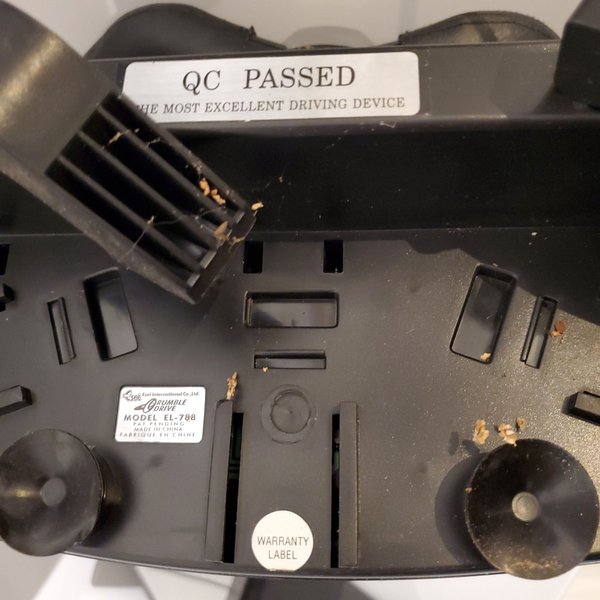 QC PASSED
THE MOST EXCELLENT DRIVING DEVICE
Exel International Co.,Ltd.
RUMBLE
DRIVE
MODEL EL-788
PAT PENDING
MADE IN CHINA
FABRIQUE EN CHINE
WARRANTY
LABEL